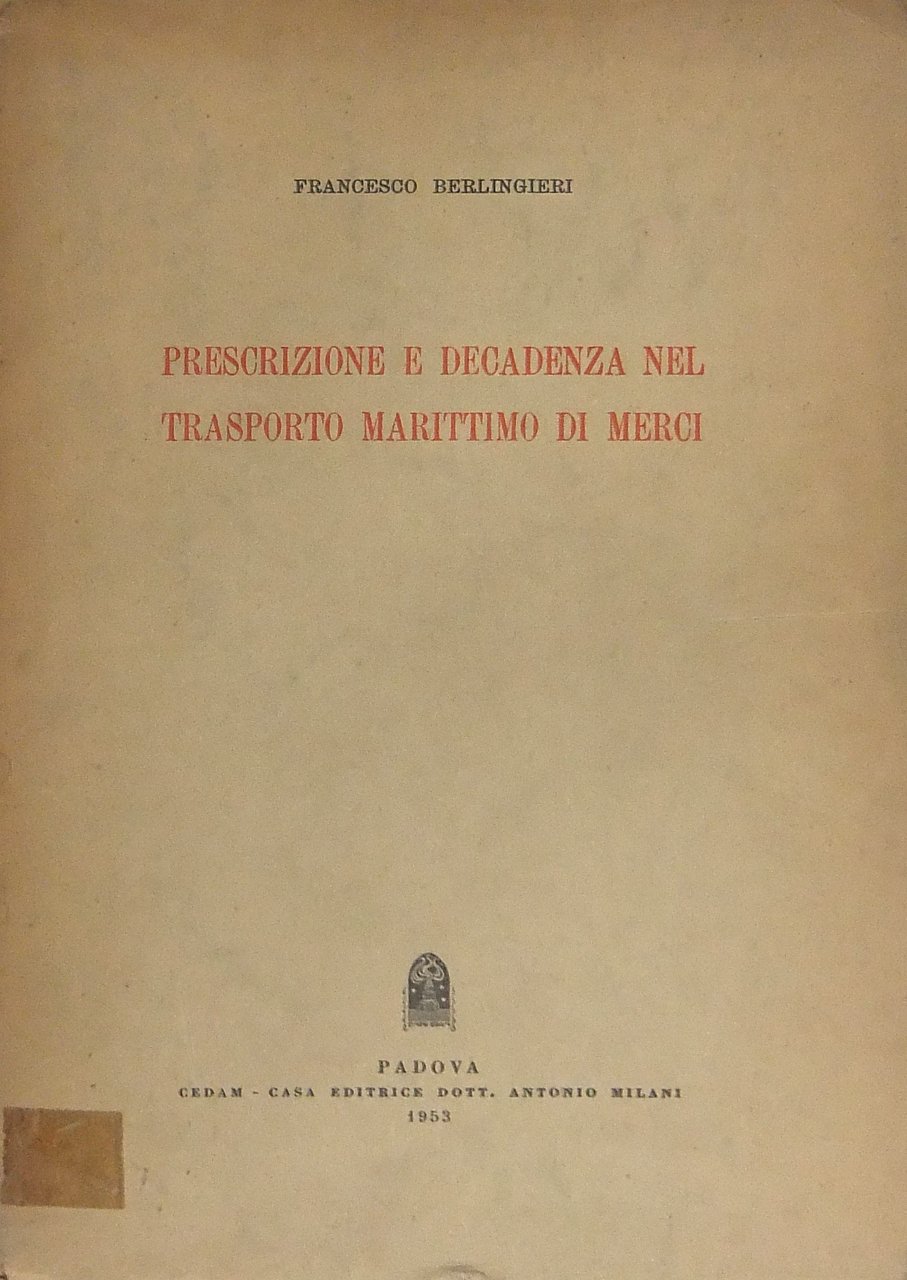 FRANCESCO BERLINGIERI
PRESCRIZIONE E DECADENZA NEL
TRASPORTO MARITTIMO DI MERCI
PADOVA
CEDAM - CASA EDITRICE DOTT. ANTONIO MILANI
1953